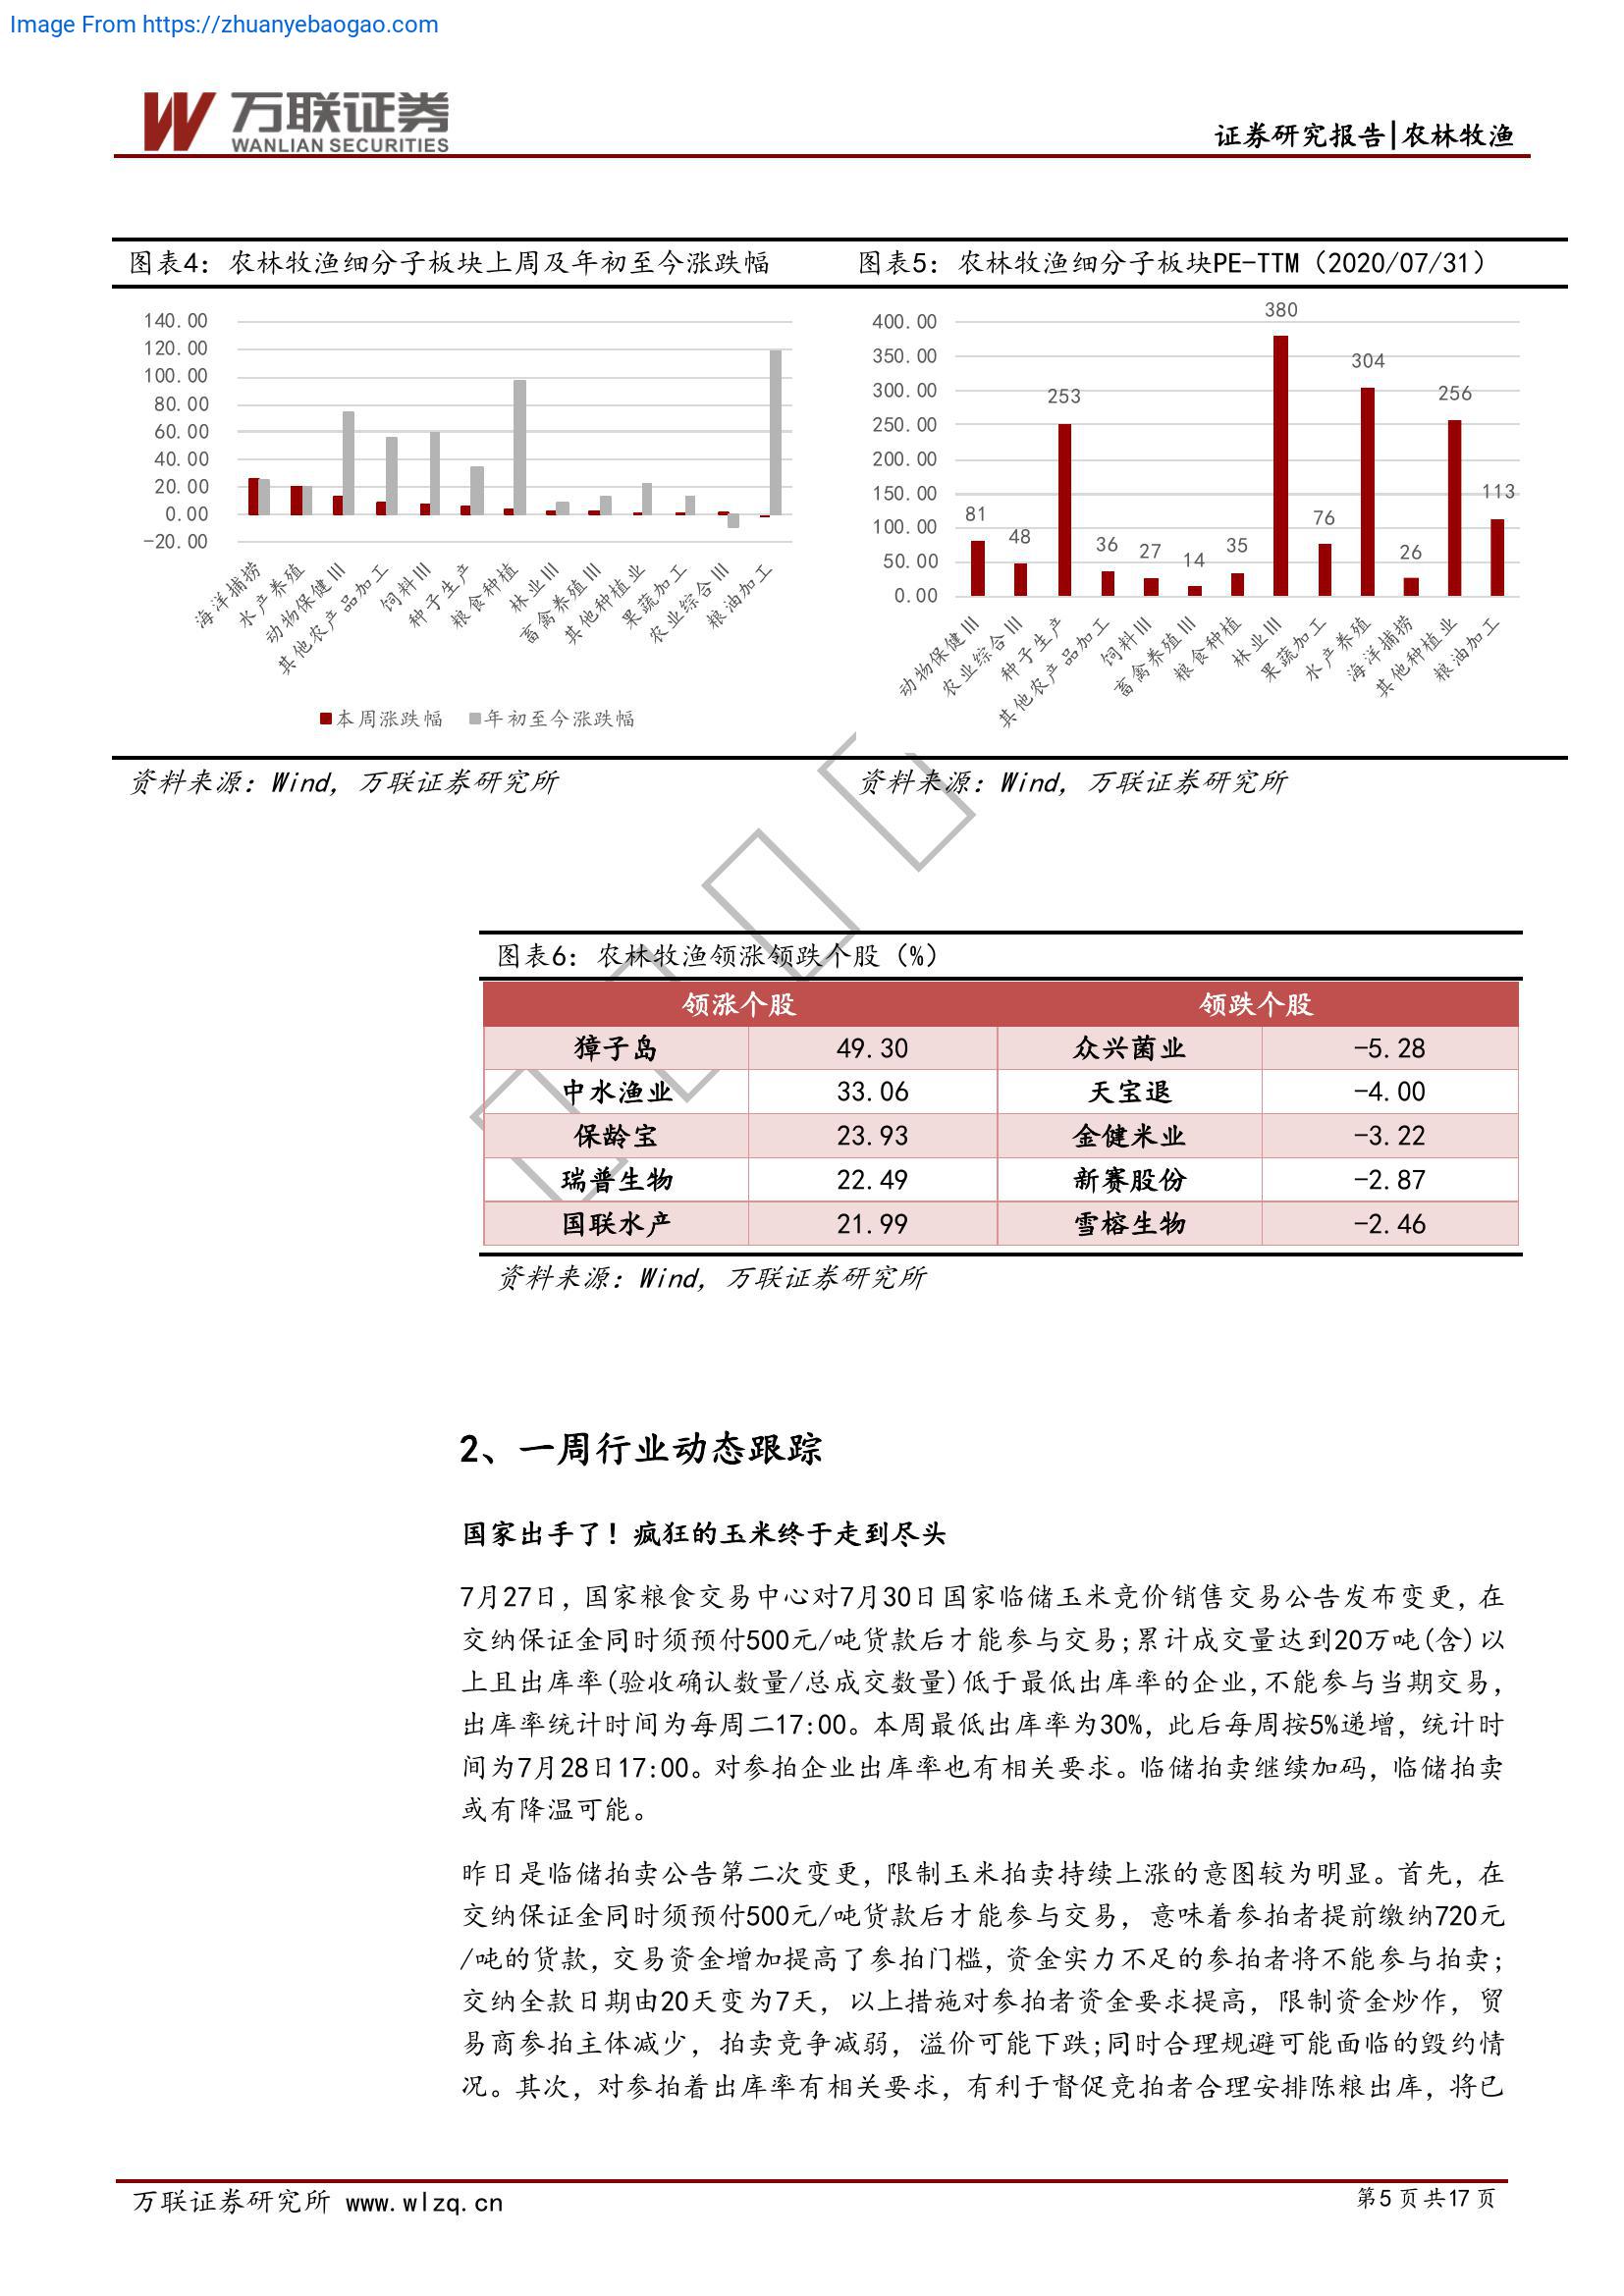 Image From https://zhuanyebaogao.com
万联证券
WANLIAN SECURITIES
证券研究报告|农林牧渔
图表4：农林牧渔细分子板块上周及年初至今涨跌幅
140.00
120.00
100.00
80.00
60.00
40.00
20.00
0.00
-20.00
海洋捕捞
水产养殖
动物保健Ⅲ
其他农产品加工
饲料Ⅲ
种子生产
粮食种植
林业Ⅲ
畜禽养殖Ⅲ
其他种植业
果蔬加工
农业综合Ⅲ
粮油加工
本周涨跌幅 年初至今涨跌幅
资料来源：Wind，万联证券研究所
图表5：农林牧渔细分子板块PE-TTM（2020/07/31）
400.00
350.00
300.00
250.00
200.00
150.00
100.00
50.00
0.00
81
48
253
36
27
14
35
380
76
304
26
256
113
动物保健Ⅲ
农业综合Ⅲ
种子生产
其他农产品加工
饲料Ⅲ
畜禽养殖Ⅲ
粮食种植
林业Ⅲ
果蔬加工
水产养殖
海洋捕捞
其他种植业
粮油加工
资料来源：Wind，万联证券研究所
图表6：农林牧渔领涨领跌个股（%）
领涨个股 领跌个股
獐子岛 49.30 众兴菌业 -5.28
中水渔业 33.06 天宝退 -4.00
保龄宝 23.93 金健米业 -3.22
瑞普生物 22.49 新赛股份 -2.87
国联水产 21.99 雪榕生物 -2.46
资料来源：Wind，万联证券研究所
2、一周行业动态跟踪
国家出手了！疯狂的玉米终于走到尽头
7月27日，国家粮食交易中心对7月30日国家临储玉米竞价销售交易公告发布变更，在
交纳保证金同时须预付500元/吨货款后才能参与交易;累计成交量达到20万吨(含)以
上且出库率(验收确认数量/总成交数量)低于最低出库率的企业,不能参与当期交易，
出库率统计时间为每周二17:00。本周最低出库率为30%，此后每周按5%递增，统计时
间为7月28日17:00。对参拍企业出库率也有相关要求。临储拍卖继续加码，临储拍卖
或有降温可能。
昨日是临储拍卖公告第二次变更，限制玉米拍卖持续上涨的意图较为明显。首先，在
交纳保证金同时须预付500元/吨货款后才能参与交易，意味着参拍者提前缴纳720元
/吨的货款，交易资金增加提高了参拍门槛，资金实力不足的参拍者将不能参与拍卖;
交纳全款日期由20天变为7天，以上措施对参拍者资金要求提高，限制资金炒作，贸
易商参拍主体减少，拍卖竞争减弱，溢价可能下跌;同时合理规避可能面临的毁约情
况。其次，对参拍着出库率有相关要求，有利于督促竞拍者合理安排陈粮出库，将已
万联证券研究所 www.wlzq.cn
第5页共17页